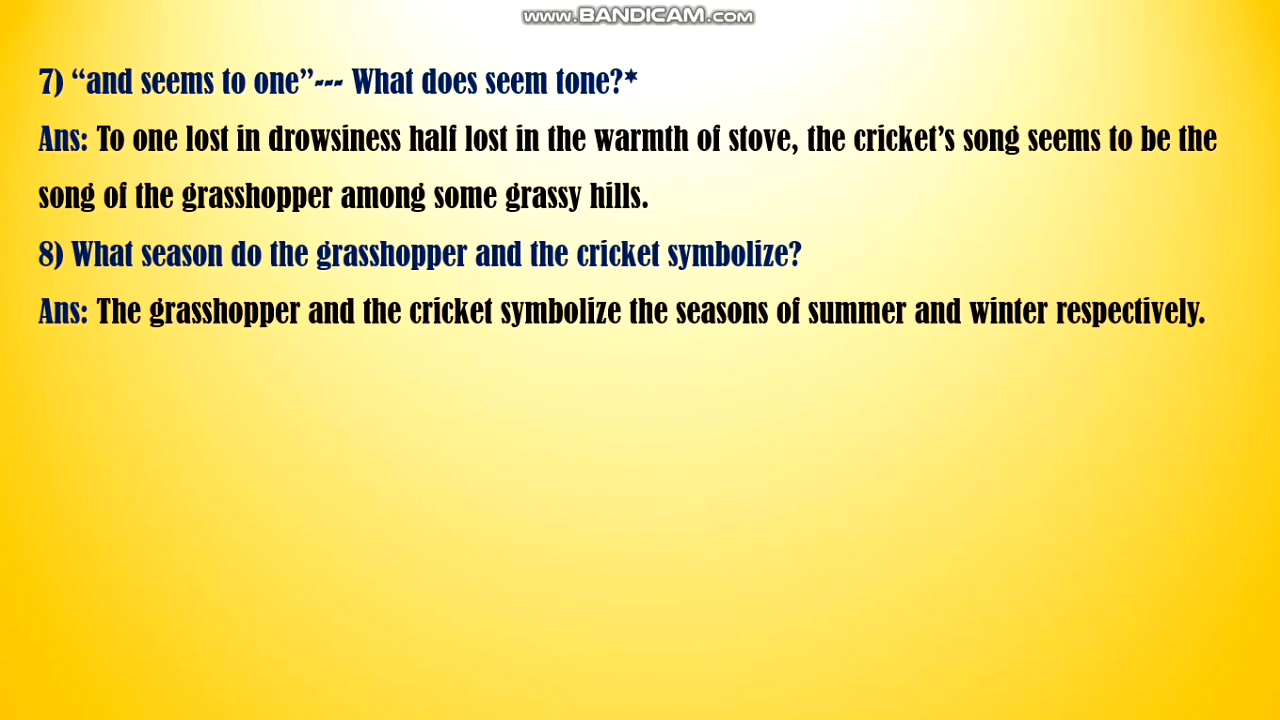 www.BANDICAM.com
7) “and seems to one”--- What does seem tone?*
Ans: To one lost in drowsiness half lost in the warmth of stove, the cricket’s song seems to be the
song of the grasshopper among some grassy hills.
8) What season do the grasshopper and the cricket symbolize?
Ans: The grasshopper and the cricket symbolize the seasons of summer and winter respectively.